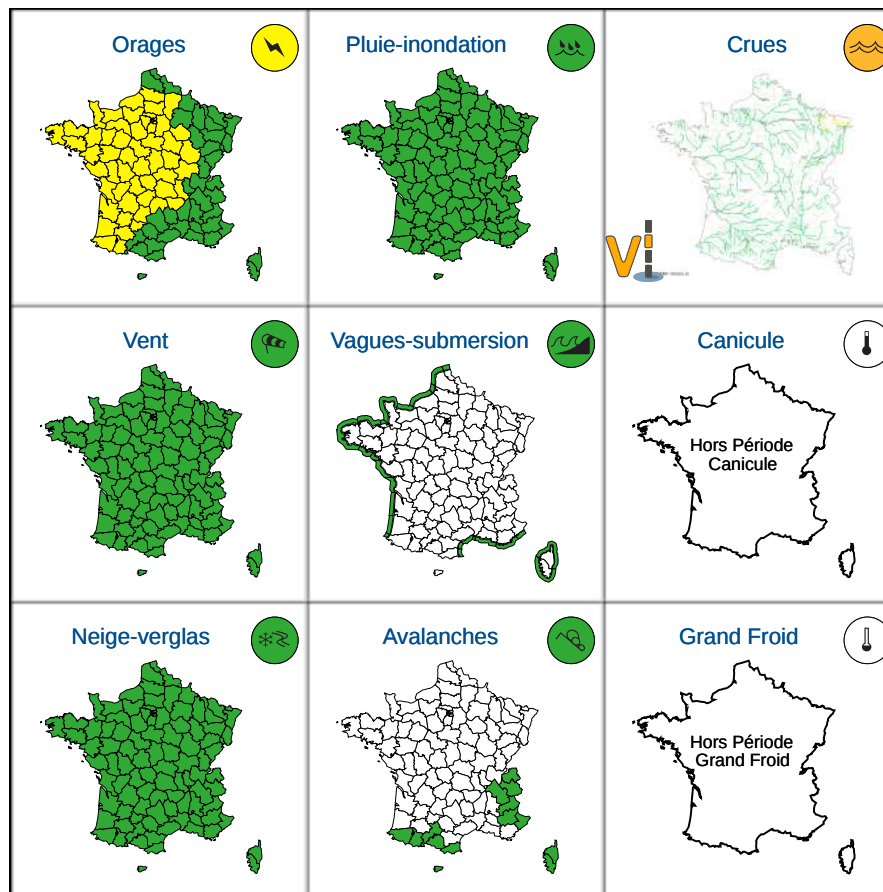 Orages
Pluie-inondation
Crues
Vi
Vent
Vagues-submersion
Canicule
Hors Période
Canicule
Neige-verglas
Avalanches
Grand Froid
Hors Période
Grand Froid